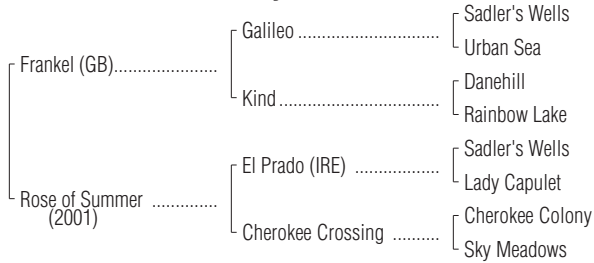 Sadler's Wells
Galileo ..................................
Urban Sea
Frankel (GB).....................
Danehill
Kind......................................
Rainbow Lake
Sadler's Wells
El Prado (IRE) ....................
Lady Capulet
Rose of Summer ..............
(2001)
Cherokee Colony
Cherokee Crossing ..........
Sky Meadows